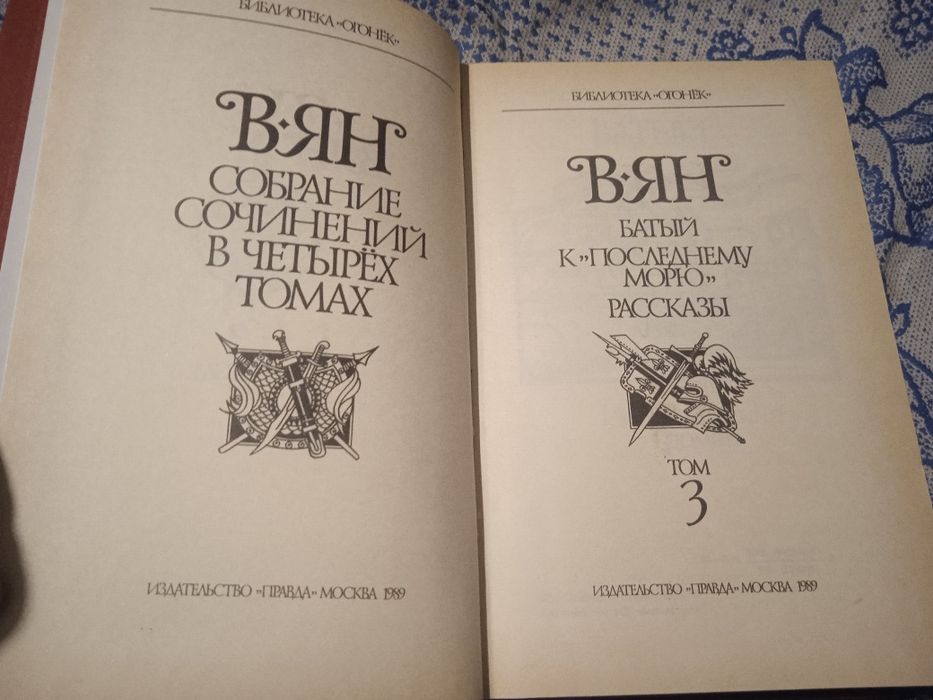 БИБЛИОТЕКА „ОГОНЁК”
В·ЯН
СОБРАНИЕ
СОЧИНЕНИЙ
В ЧЕТЫРЁХ
ТОМАХ
ИЗДАТЕЛЬСТВО „ПРАВДА” МОСКВА 1989
БИБЛИОТЕКА „ОГОНЁК”
В·ЯН
БАТЫЙ
К „ПОСЛЕДНЕМУ
МОРЮ”
РАССКАЗЫ
ТОМ
3
ИЗДАТЕЛЬСТВО „ПРАВДА” МОСКВА 1989